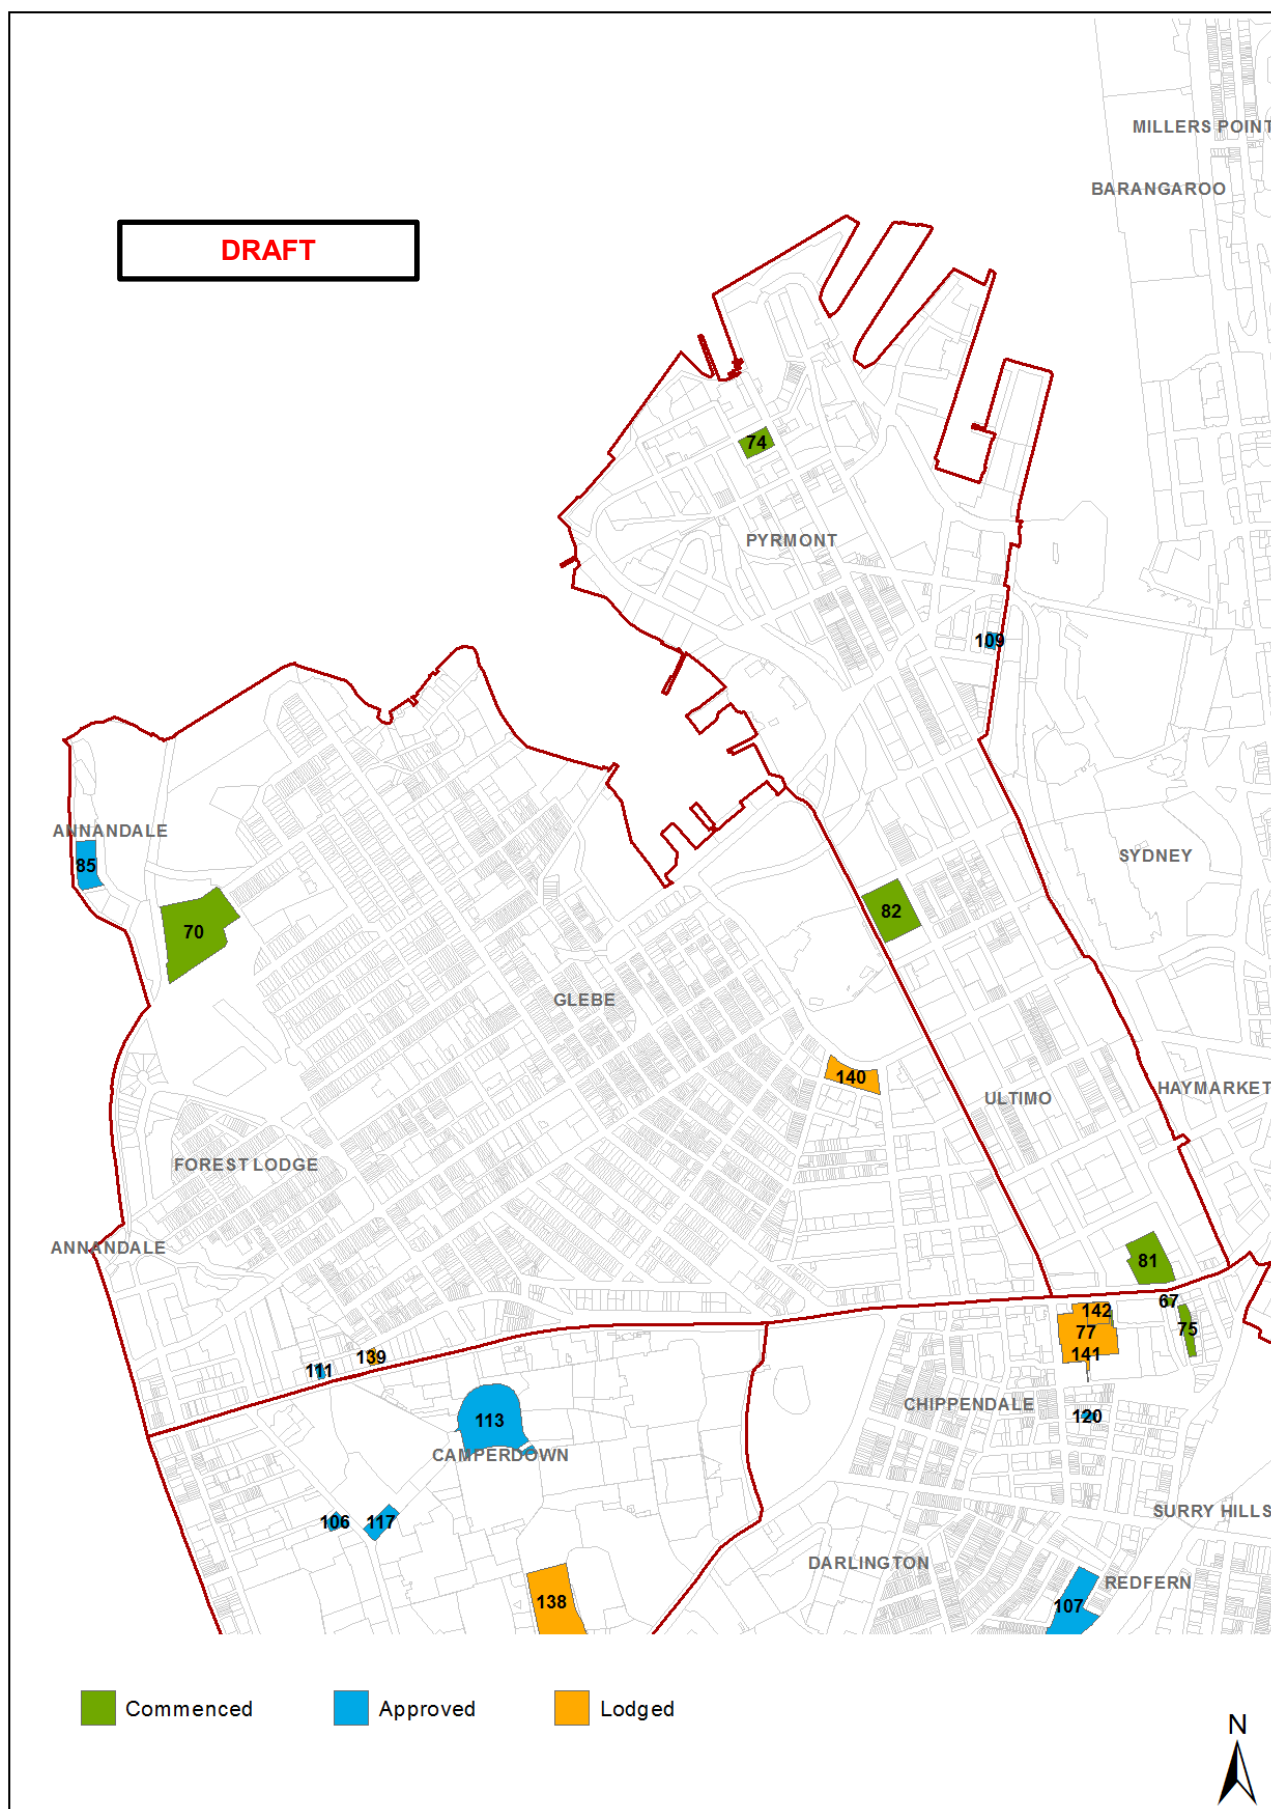 MILLERS POINT
BARANGAROO
DRAFT
74
PYRMONT
109
ANNANDALE
85
SYDNEY
82
70
GLEBE
140
HAYMARKET
ULTIMO
FOREST LODGE
ANNANDALE
81
67
142
75
77
139
141
111
CHIPPENDALE
120
113
CAMPERDOWN
SURRY HILLS
106
117
DARLINGTON
REDFERN
138
107
Commenced
Approved
Lodged
N